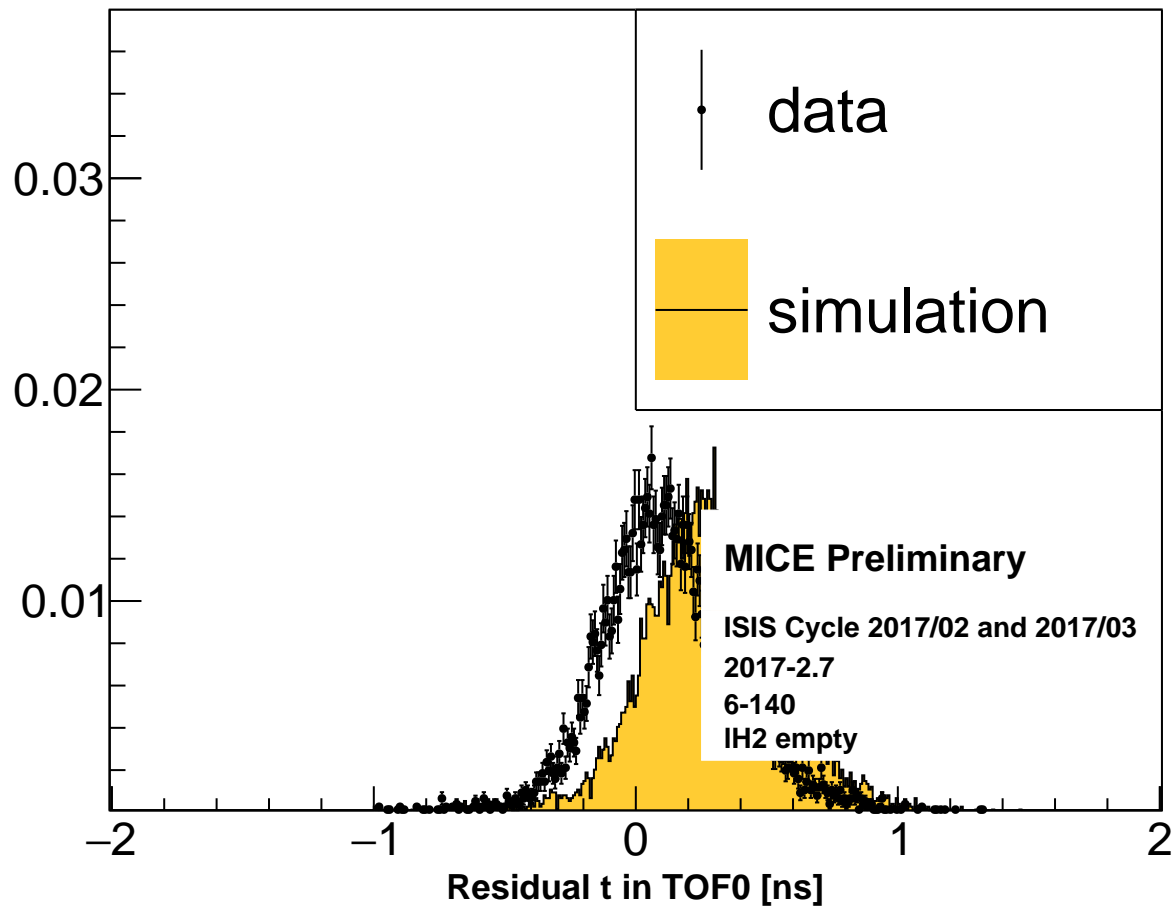 data
simulation
0.03
0.02
0.01
MICE Preliminary
ISIS Cycle 2017/02 and 2017/03
2017-2.7
6-140
lH2 empty
−2 −1 0 1 2
Residual t in TOF0 [ns]